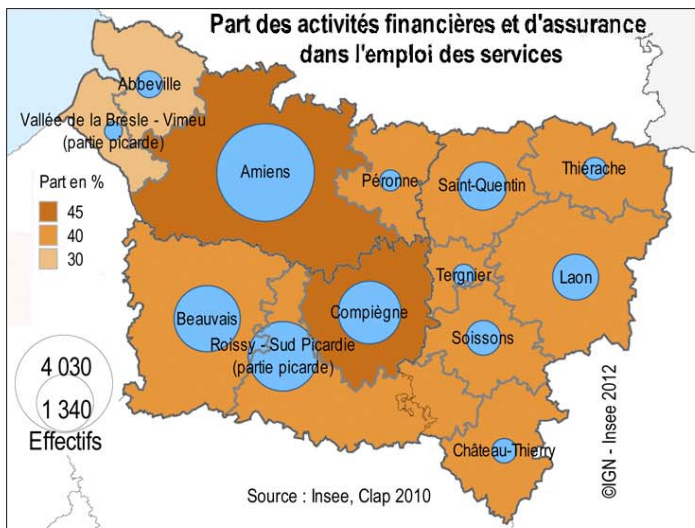 Part des activités financières et d'assurance
dans l'emploi des services
Abbeville
Vallée de la Bresle - Vimeu
(partie picarde)
Part en %
45
40
30
Amiens
Péronne
Saint-Quentin
Thiérache
Beauvais
Compiègne
Tergnier
Laon
Roissy - Sud Picardie
(partie picarde)
Soissons
Château-Thierry
4 030
1 340
Effectifs
Source : Insee, Clap 2010
©IGN - Insee 2012